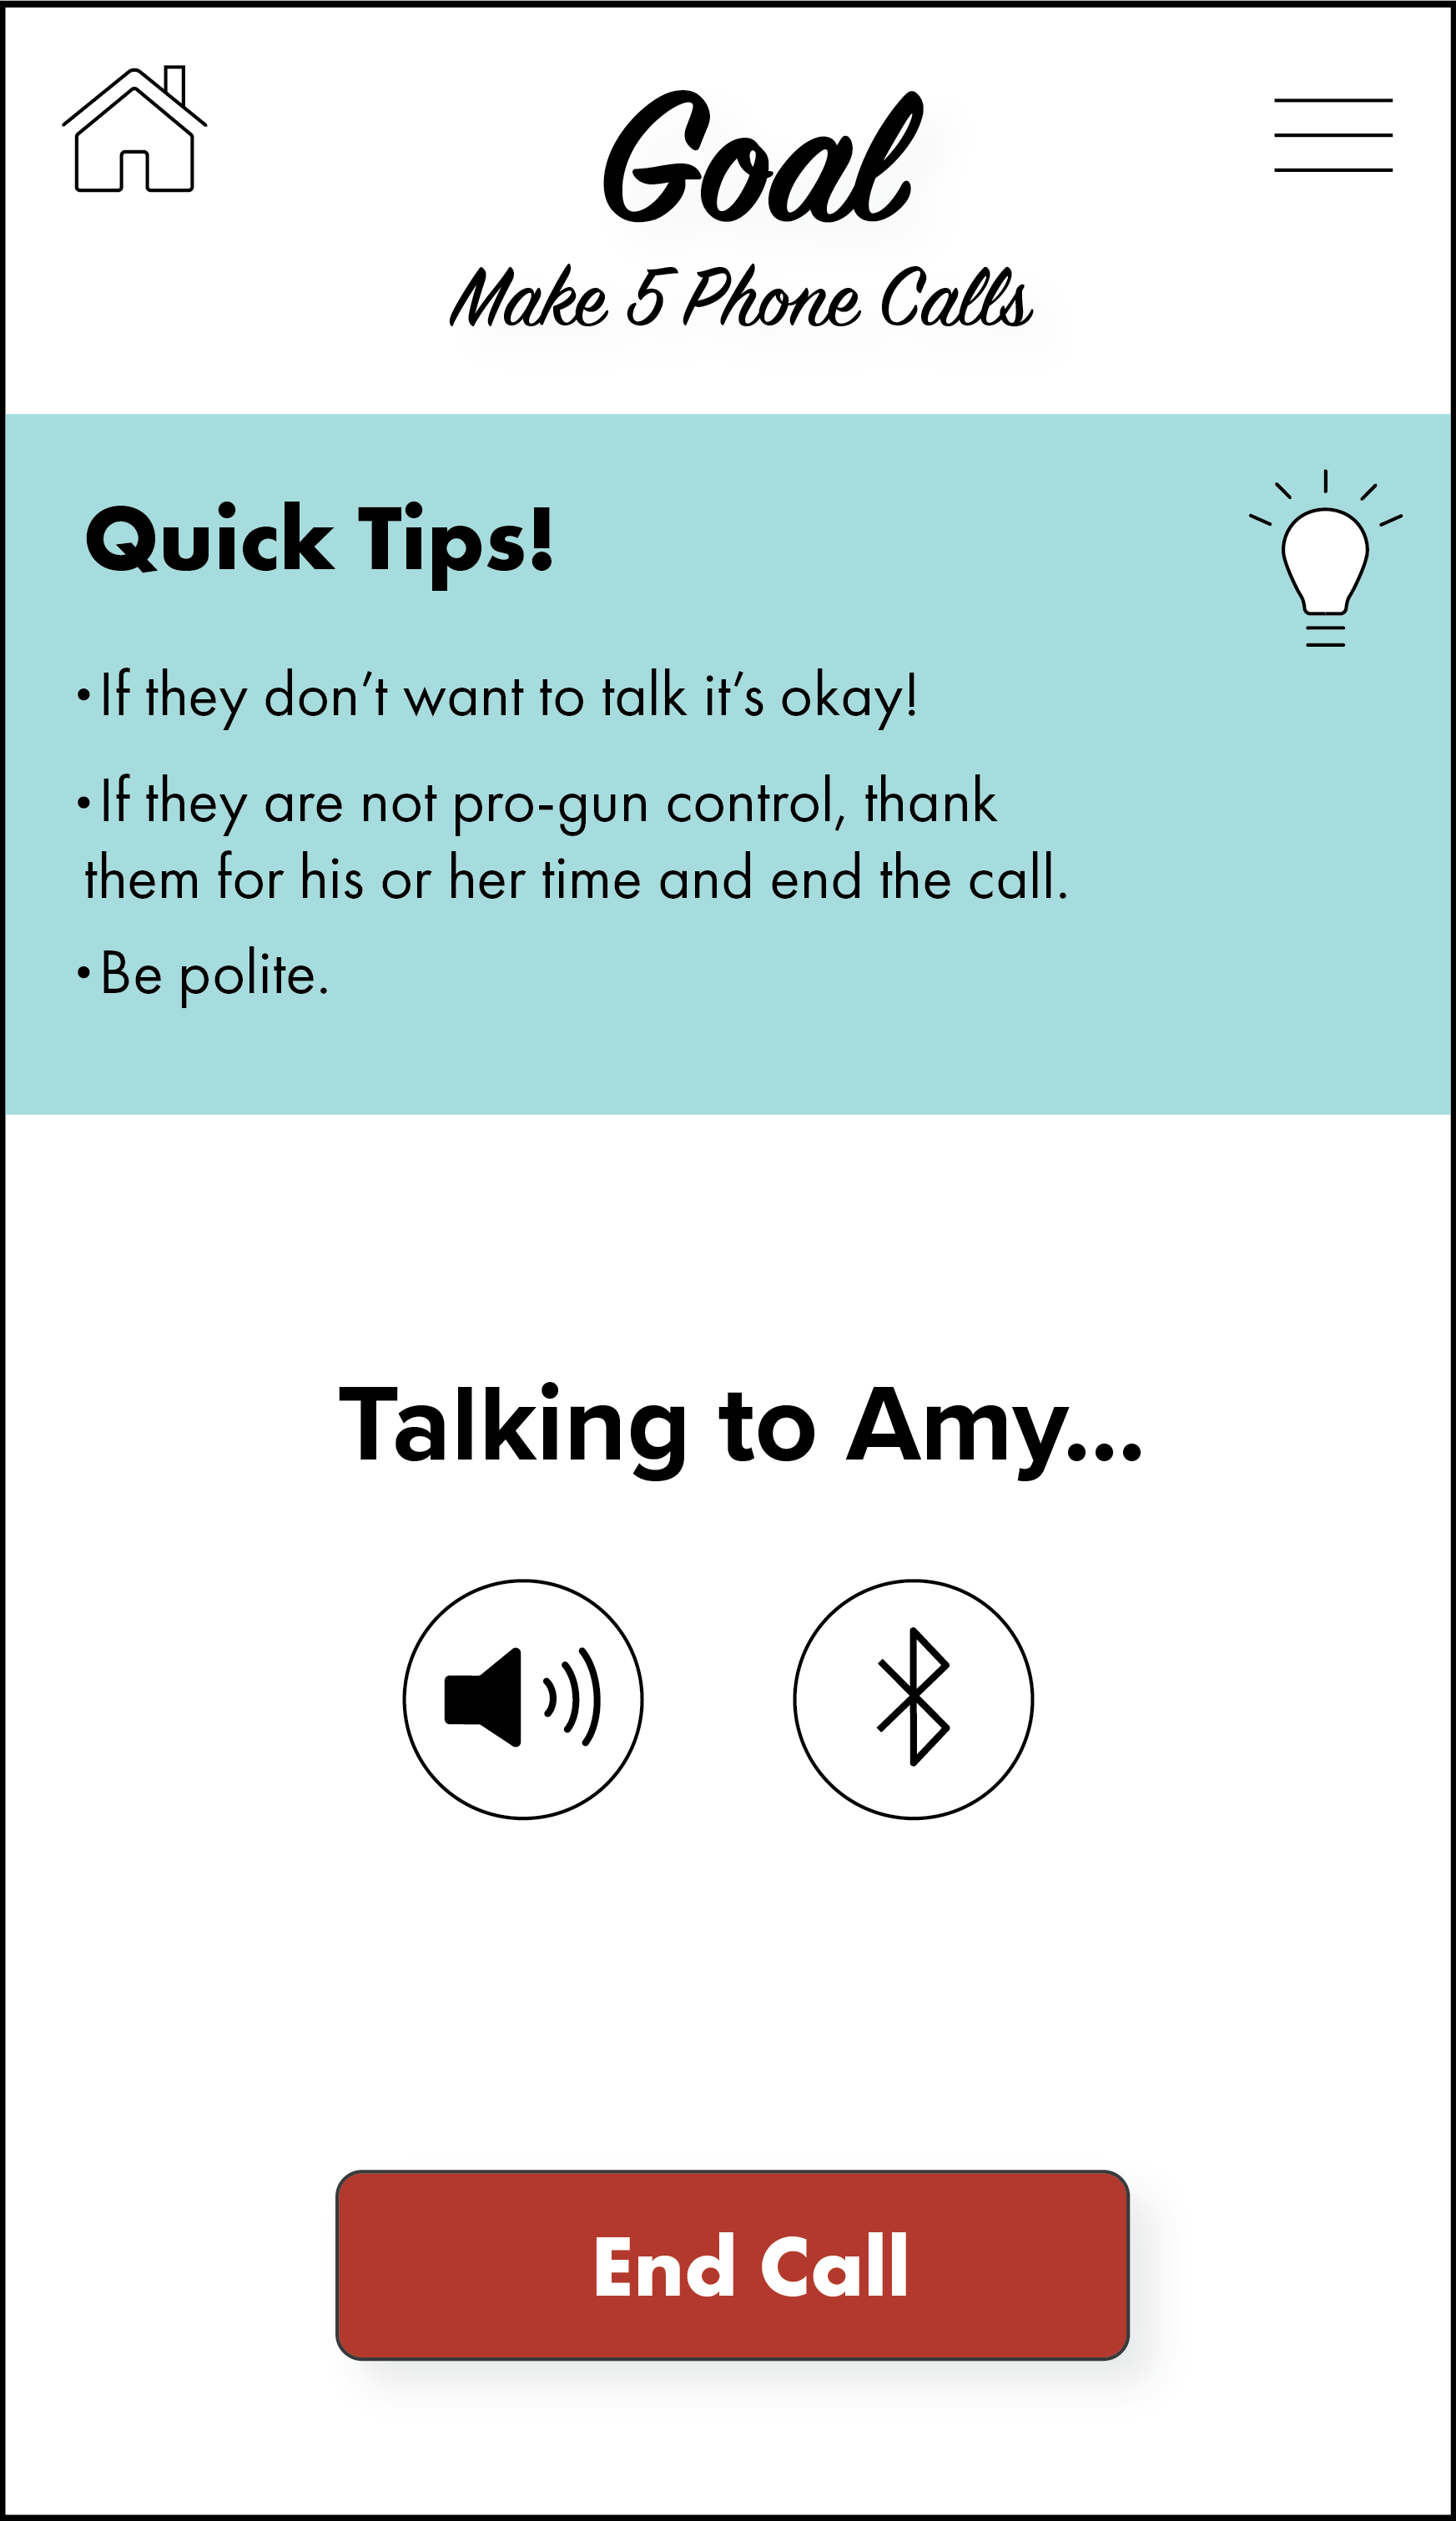 Goal
Make 5 Phone Calls
Quick Tips!
•If they don’t want to talk it’s okay!
•If they are not pro-gun control, thank
them for his or her time and end the call.
•Be polite.
Talking to Amy...
End Call